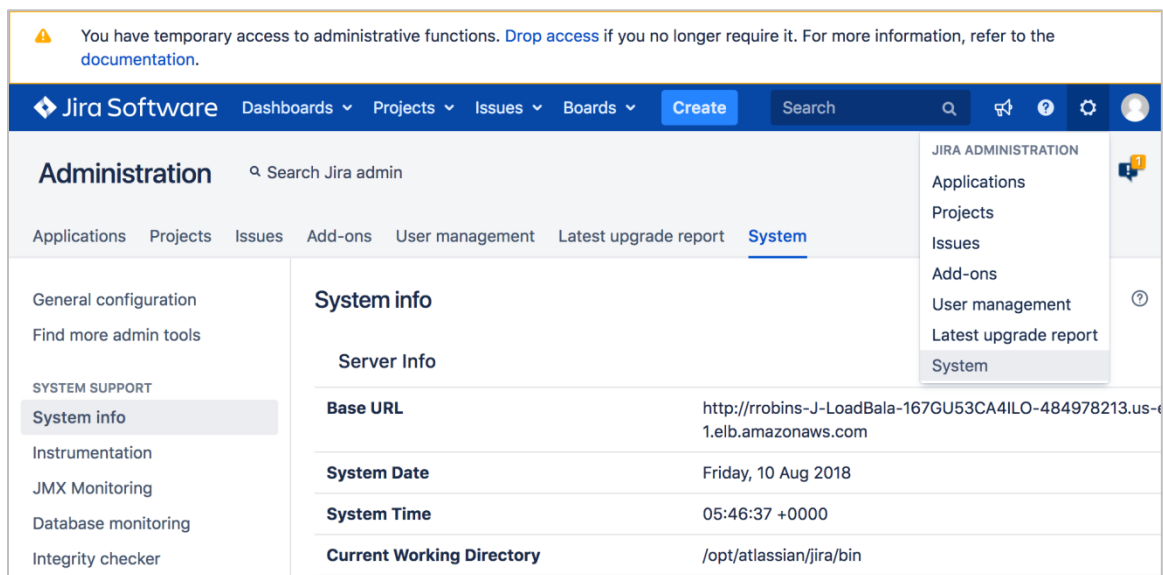 You have temporary access to administrative functions. Drop access if you no longer require it. For more information, refer to the
documentation.
Jira Software Dashboards Projects Issues Boards Create Search
Administration Search Jira admin
Applications Projects Issues Add-ons User management Latest upgrade report System
JIRA ADMINISTRATION
Applications
Projects
Issues
Add-ons
User management
Latest upgrade report
System
1
General configuration
Find more admin tools
SYSTEM SUPPORT
System info
Instrumentation
JMX Monitoring
Database monitoring
Integrity checker
System info
Server Info
Base URL http://rrobins-J-LoadBala-167GU53CA4ILO-484978213.us-e
1.elb.amazonaws.com
System Date Friday, 10 Aug 2018
System Time 05:46:37 +0000
Current Working Directory /opt/atlassian/jira/bin